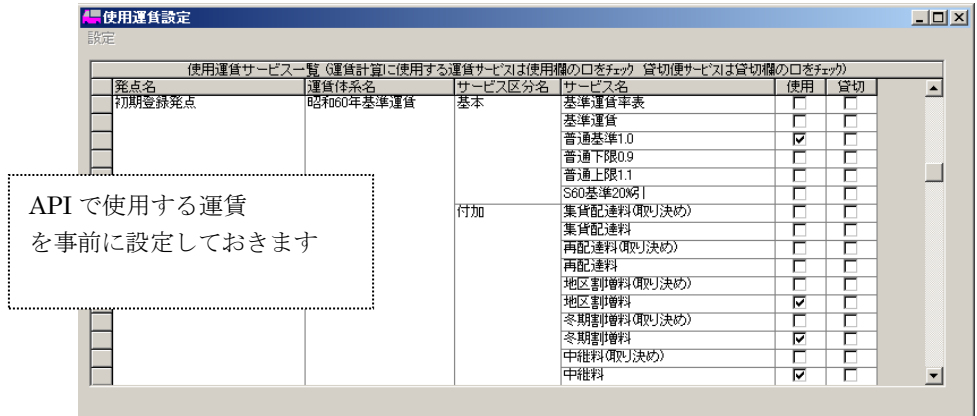 使用運賃設定
設定
使用運賃サービス一覧 (運賃計算に使用する運賃サービスは使用欄の口をチェック 貸切便サービスは貸切欄の口をチェック)
発点名 運賃体系名 サービス区分名 サービス名 使用 貸切
初期登録発点 昭和60年基準運賃 基本 基準運賃率表
基準運賃
普通基準1.0
普通下限0.9
普通上限1.1
S60基準20%引
付加 集貨配達料(取り決め)
集貨配達料
再配達料(取り決め)
再配達料
地区割増料(取り決め)
地区割増料
冬期割増料(取り決め)
冬期割増料
中継料(取り決め)
中継料
API で使用する運賃
を事前に設定しておきます